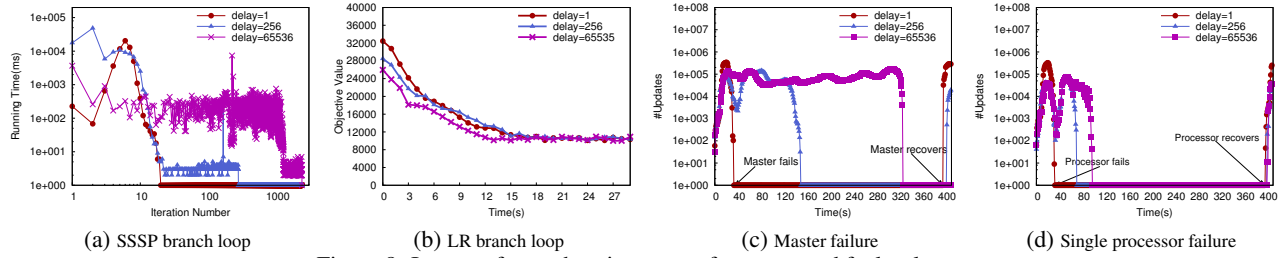 1e+005
1e+004
1e+003
1e+002
1e+001
1e+000
Running Time(ms)
1
10
100
1000
Iteration Number
delay=1
delay=256
delay=65536
(a) SSSP branch loop
40000
36000
32000
28000
24000
20000
16000
12000
8000
4000
0
Objective Value
0 3 6 9 12 15 18 21 24 27
Time(s)
delay=1
delay=256
delay=65535
(b) LR branch loop
1e+008
1e+007
1e+006
1e+005
1e+004
1e+003
1e+002
1e+001
1e+000
#Updates
0 40 80 120 160 200 240 280 320 360 400
Time(s)
delay=1
delay=256
delay=65536
Master fails
Master recovers
(c) Master failure
1e+008
1e+007
1e+006
1e+005
1e+004
1e+003
1e+002
1e+001
1e+000
#Updates
0 40 80 120 160 200 240 280 320 360 400
Time(s)
delay=1
delay=256
delay=65536
Processor fails
Processor recovers
(d) Single processor failure